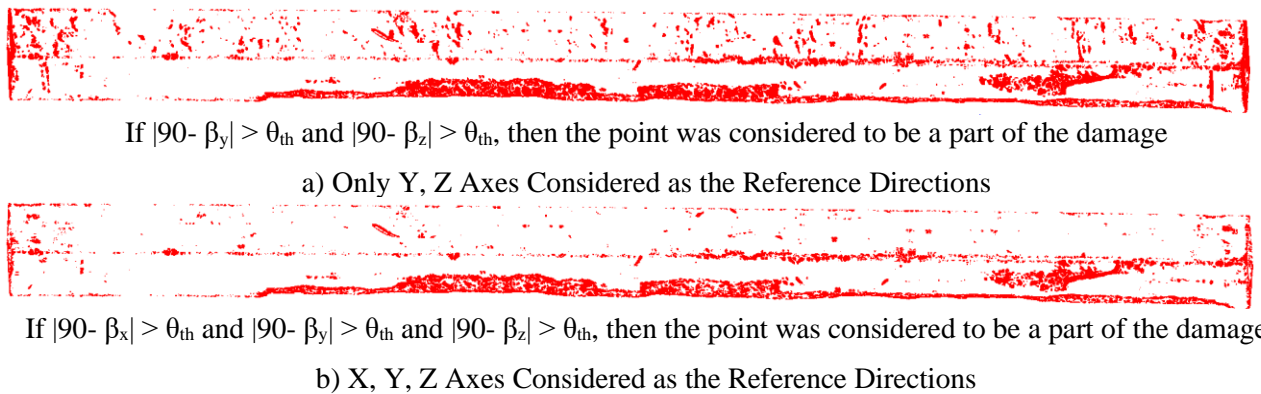 If |90- βy| > θth and |90- βz| > θth, then the point was considered to be a part of the damage
a) Only Y, Z Axes Considered as the Reference Directions
If |90- βx| > θth and |90- βy| > θth and |90- βz| > θth, then the point was considered to be a part of the damage
b) X, Y, Z Axes Considered as the Reference Directions